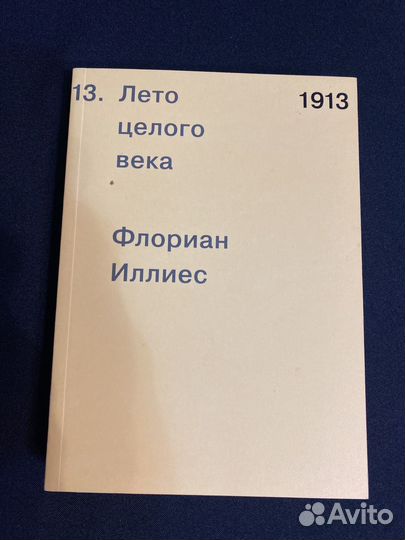 13. Лето 1913
целого
века
Флориан
Иллиес
Avito